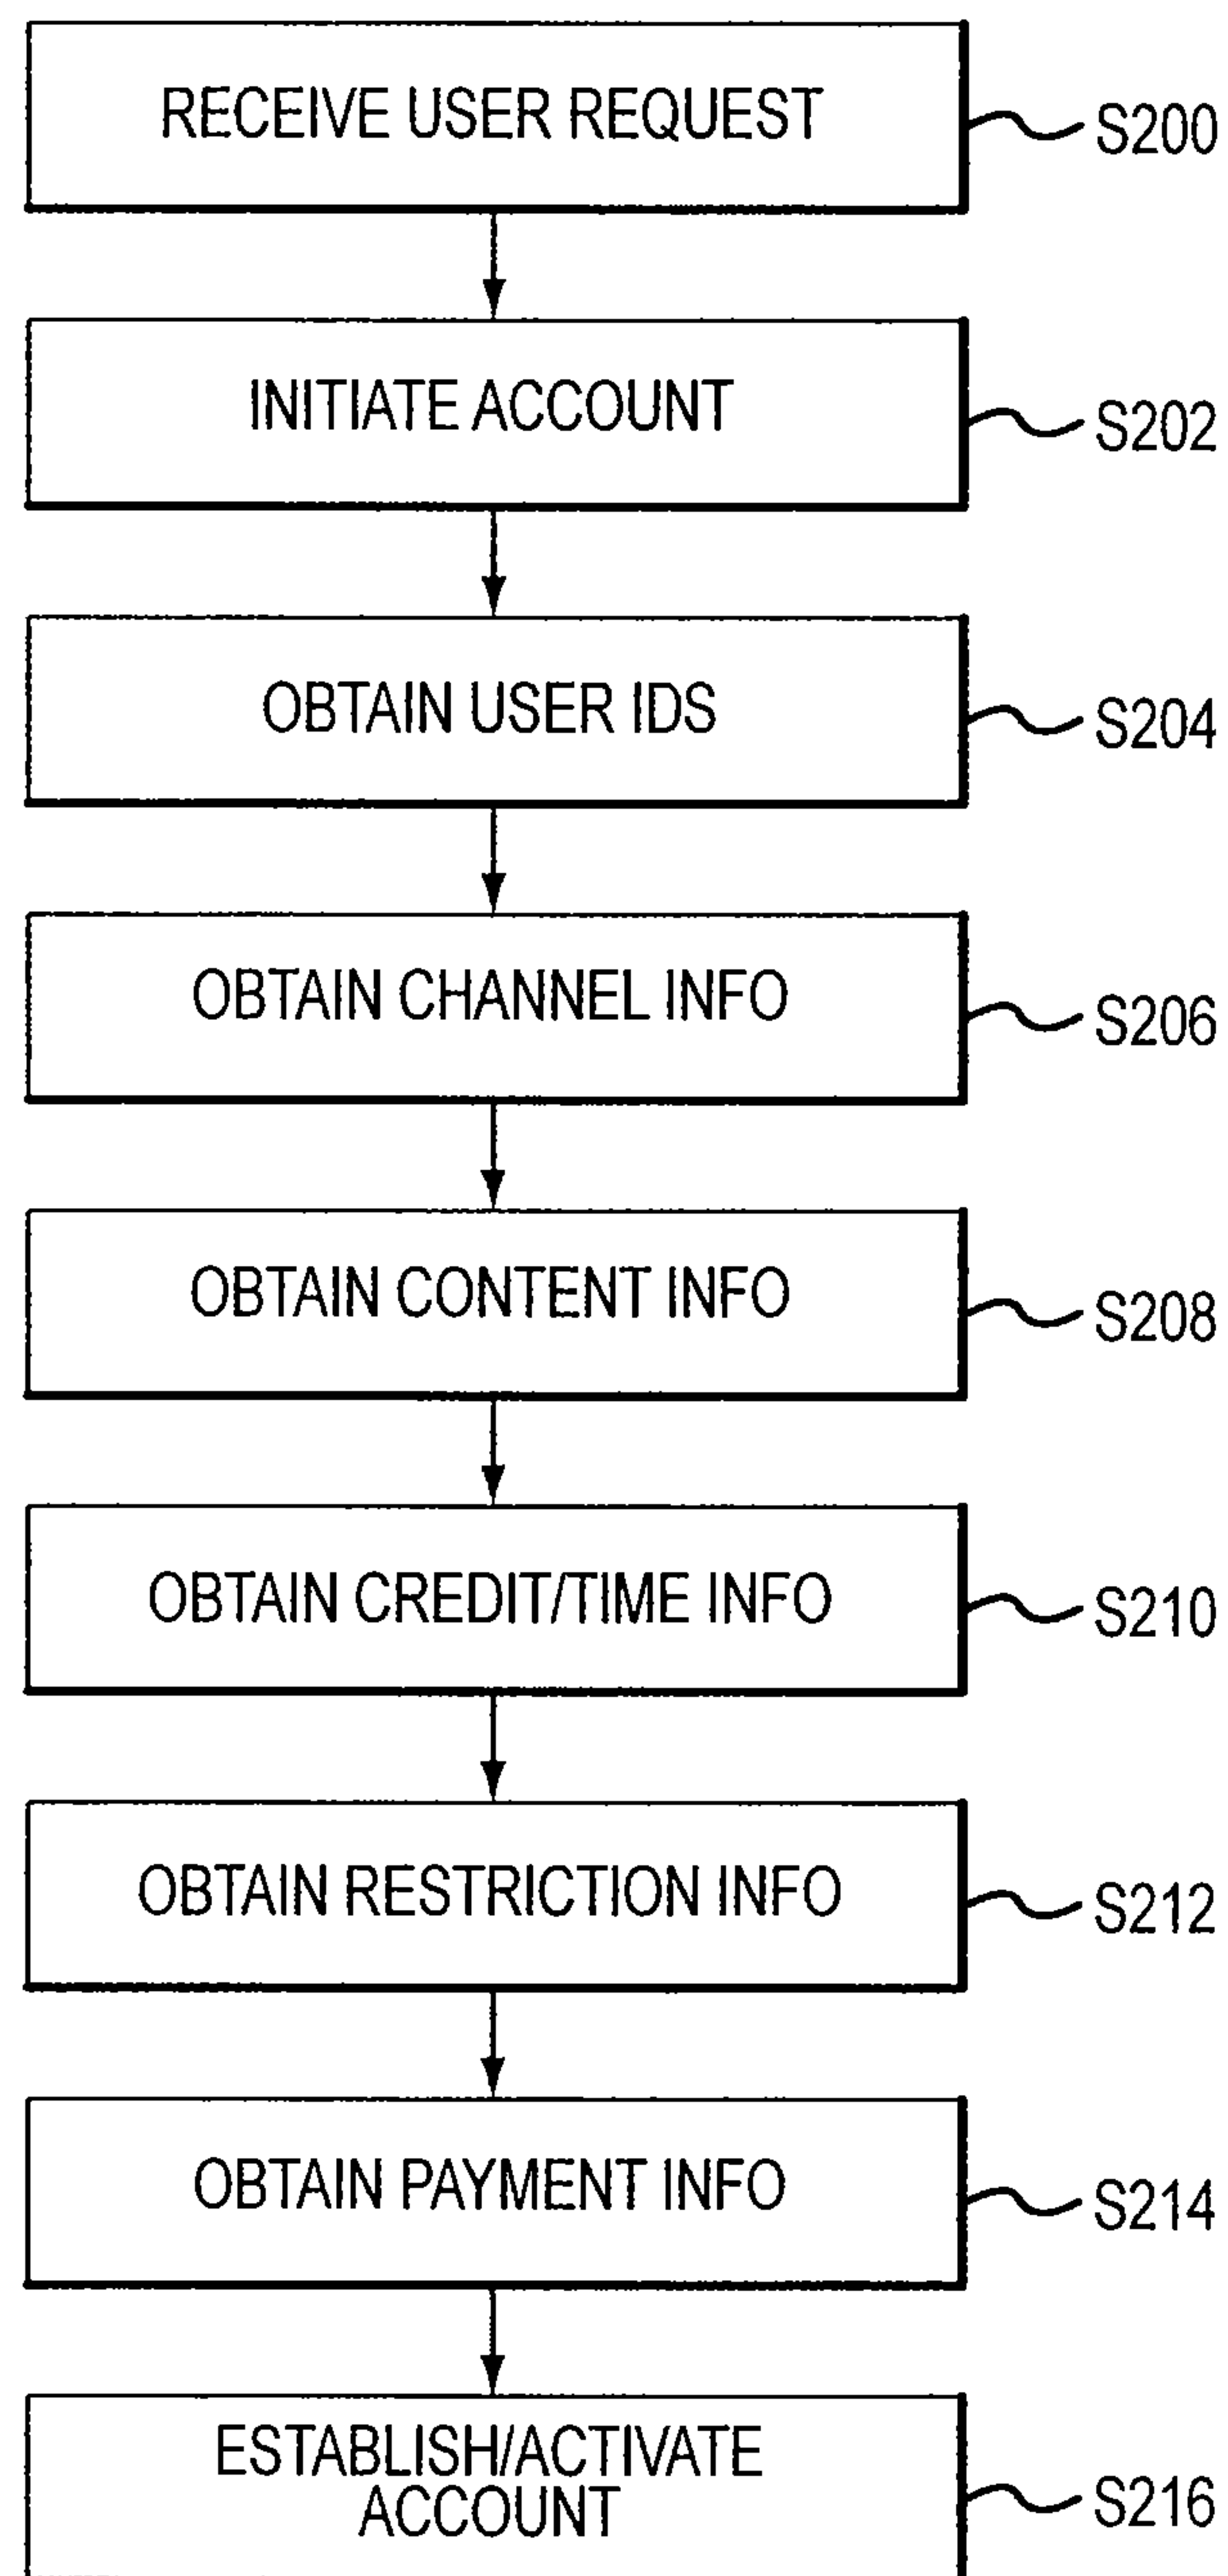 RECEIVE USER REQUEST
S200
INITIATE ACCOUNT
S202
OBTAIN USER IDS
S204
OBTAIN CHANNEL INFO
S206
OBTAIN CONTENT INFO
S208
OBTAIN CREDIT/TIME INFO
S210
OBTAIN RESTRICTION INFO
S212
OBTAIN PAYMENT INFO
S214
ESTABLISH/ACTIVATE
ACCOUNT
S216